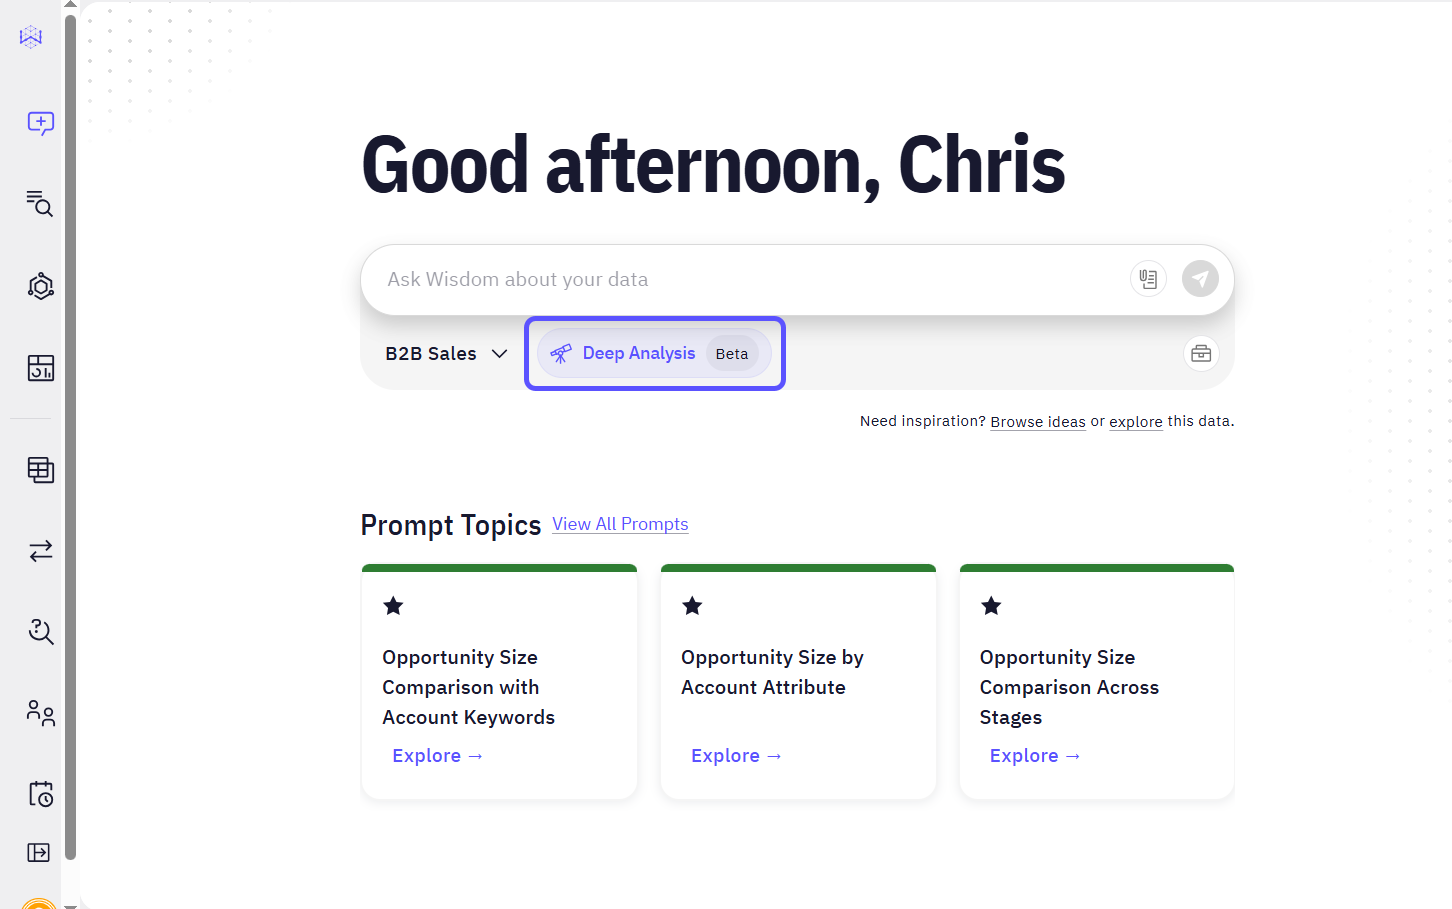 Good afternoon, Chris
Ask Wisdom about your data
B2B Sales
Deep Analysis Beta
Need inspiration? Browse ideas or explore this data.
Prompt Topics View All Prompts
Opportunity Size
Comparison with
Account Keywords
Explore →
Opportunity Size by
Account Attribute
Explore →
Opportunity Size
Comparison Across
Stages
Explore →